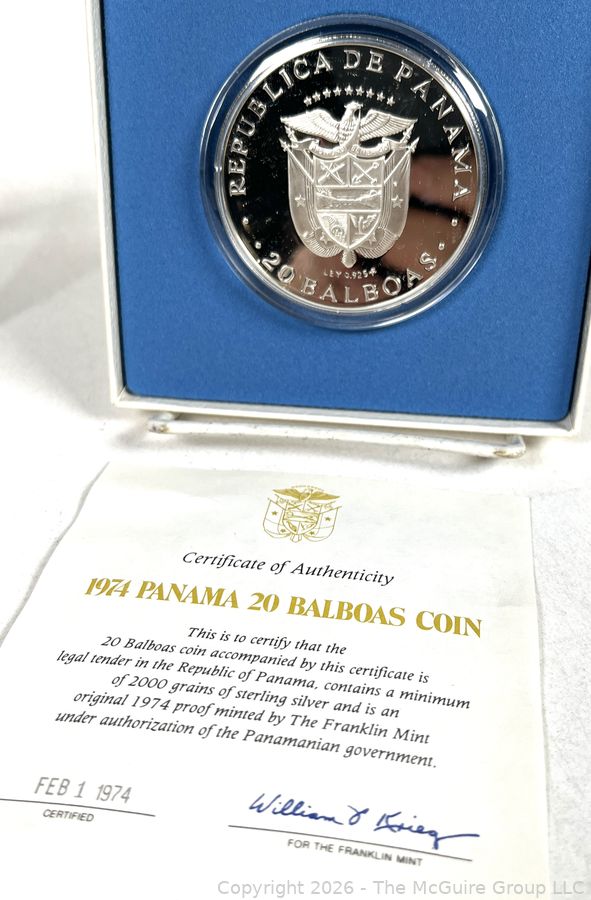 REPUBLICA DE PANAMA
LEY 0.925
20 BALBOAS
Certificate of Authenticity
1974 PANAMA 20 BALBOAS COIN
This is to certify that the
20 Balboas coin accompanied by this certificate is
legal tender in the Republic of Panama, contains a minimum
of 2000 grains of sterling silver and is an
original 1974 proof minted by The Franklin Mint
under authorization of the Panamanian government.
FEB 1 1974
CERTIFIED
William J Krieg
FOR THE FRANKLIN MINT
Copyright 2026 - The McGuire Group LLC